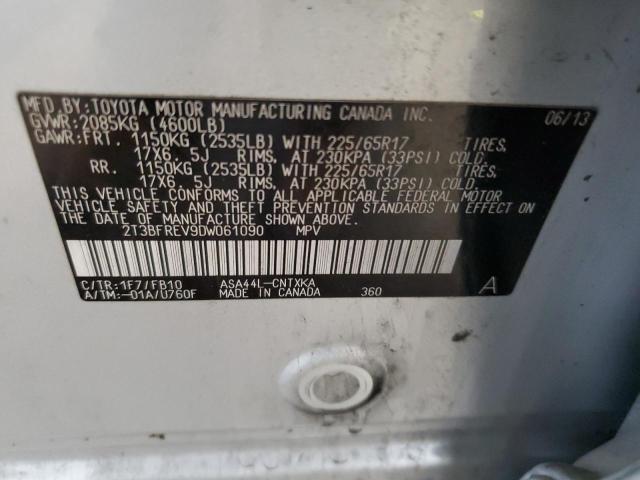 MFD.BY:TOYOTA MOTOR MANUFACTURING CANADA INC. 06/13
GVWR:2085KG (4600LB)
GAWR:FRT. 1150KG (2535LB) WITH 225/65R17 TIRES,
17X6.5J RIMS, AT 230KPA (33PSI) COLD.
RR. 1150KG (2535LB) WITH 225/65R17 TIRES,
17X6.5J RIMS, AT 230KPA (33PSI) COLD.
THIS VEHICLE CONFORMS TO ALL APPLICABLE FEDERAL MOTOR
VEHICLE SAFETY AND THEFT PREVENTION STANDARDS IN EFFECT ON
THE DATE OF MANUFACTURE SHOWN ABOVE.
2T3BFREV9DW061090 MPV
C/TR:1F7/FB10 ASA44L-CNTXKA
A/TM:-01A/U760F MADE IN CANADA 360 A